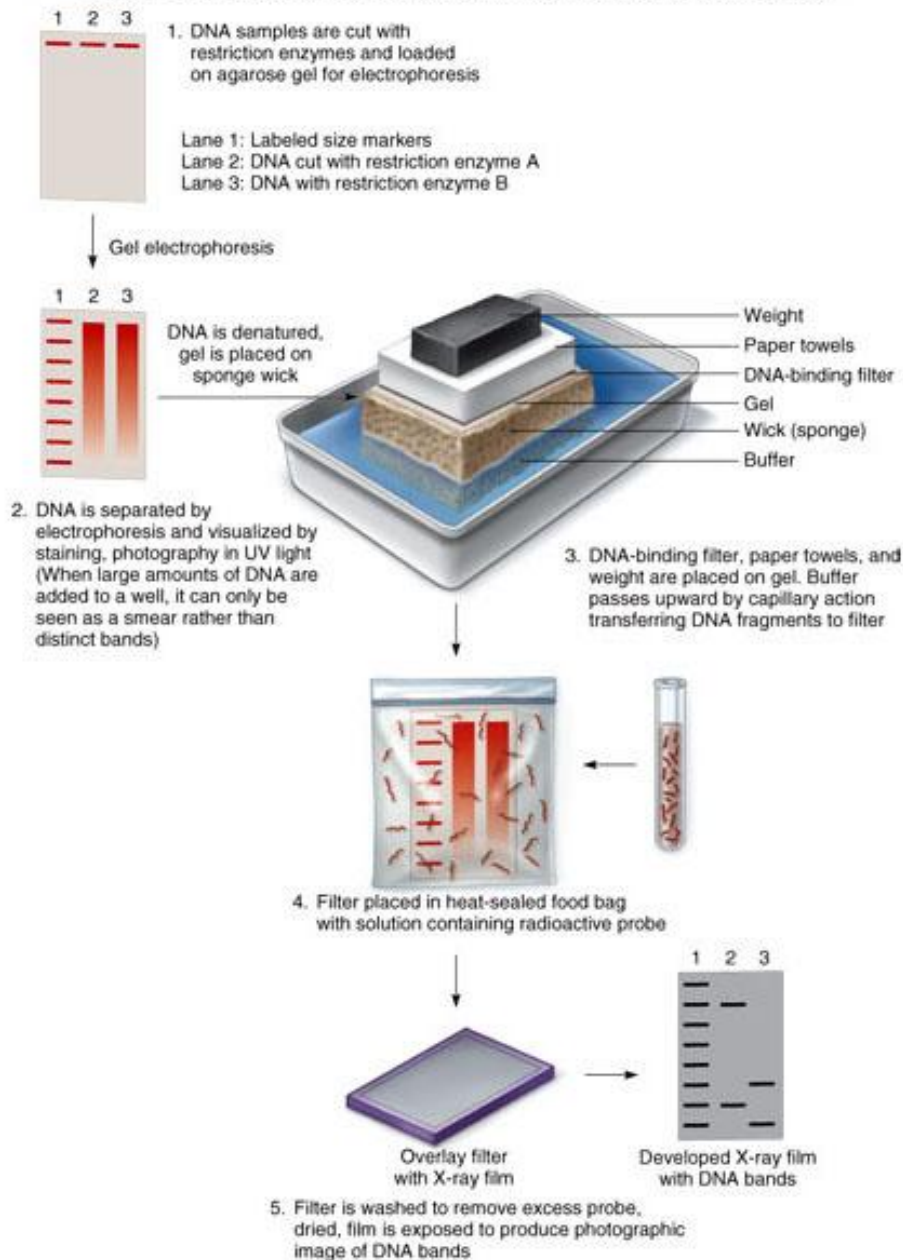 1 2 3
1. DNA samples are cut with
restriction enzymes and loaded
on agarose gel for electrophoresis
Lane 1: Labeled size markers
Lane 2: DNA cut with restriction enzyme A
Lane 3: DNA with restriction enzyme B
Gel electrophoresis
1 2 3
DNA is denatured,
gel is placed on
sponge wick
Weight
Paper towels
DNA-binding filter
Gel
Wick (sponge)
Buffer
2. DNA is separated by
electrophoresis and visualized by
staining, photography in UV light
(When large amounts of DNA are
added to a well, it can only be
seen as a smear rather than
distinct bands)
3. DNA-binding filter, paper towels, and
weight are placed on gel. Buffer
passes upward by capillary action
transferring DNA fragments to filter
4. Filter placed in heat-sealed food bag
with solution containing radioactive probe
1 2 3
Overlay filter
with X-ray film
Developed X-ray film
with DNA bands
5. Filter is washed to remove excess probe,
dried, film is exposed to produce photographic
image of DNA bands